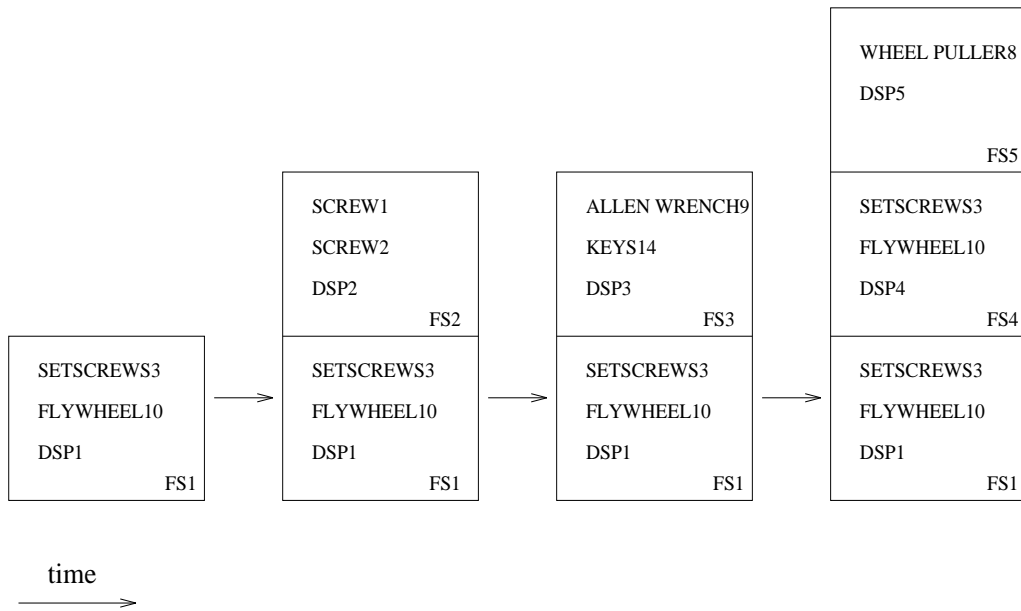 WHEEL PULLER8
DSP5
FS5
SCREW1
SCREW2
DSP2
FS2
ALLEN WRENCH9
KEYS14
DSP3
FS3
SETSCREWS3
FLYWHEEL10
DSP4
FS4
SETSCREWS3
FLYWHEEL10
DSP1
FS1
SETSCREWS3
FLYWHEEL10
DSP1
FS1
SETSCREWS3
FLYWHEEL10
DSP1
FS1
SETSCREWS3
FLYWHEEL10
DSP1
FS1
time